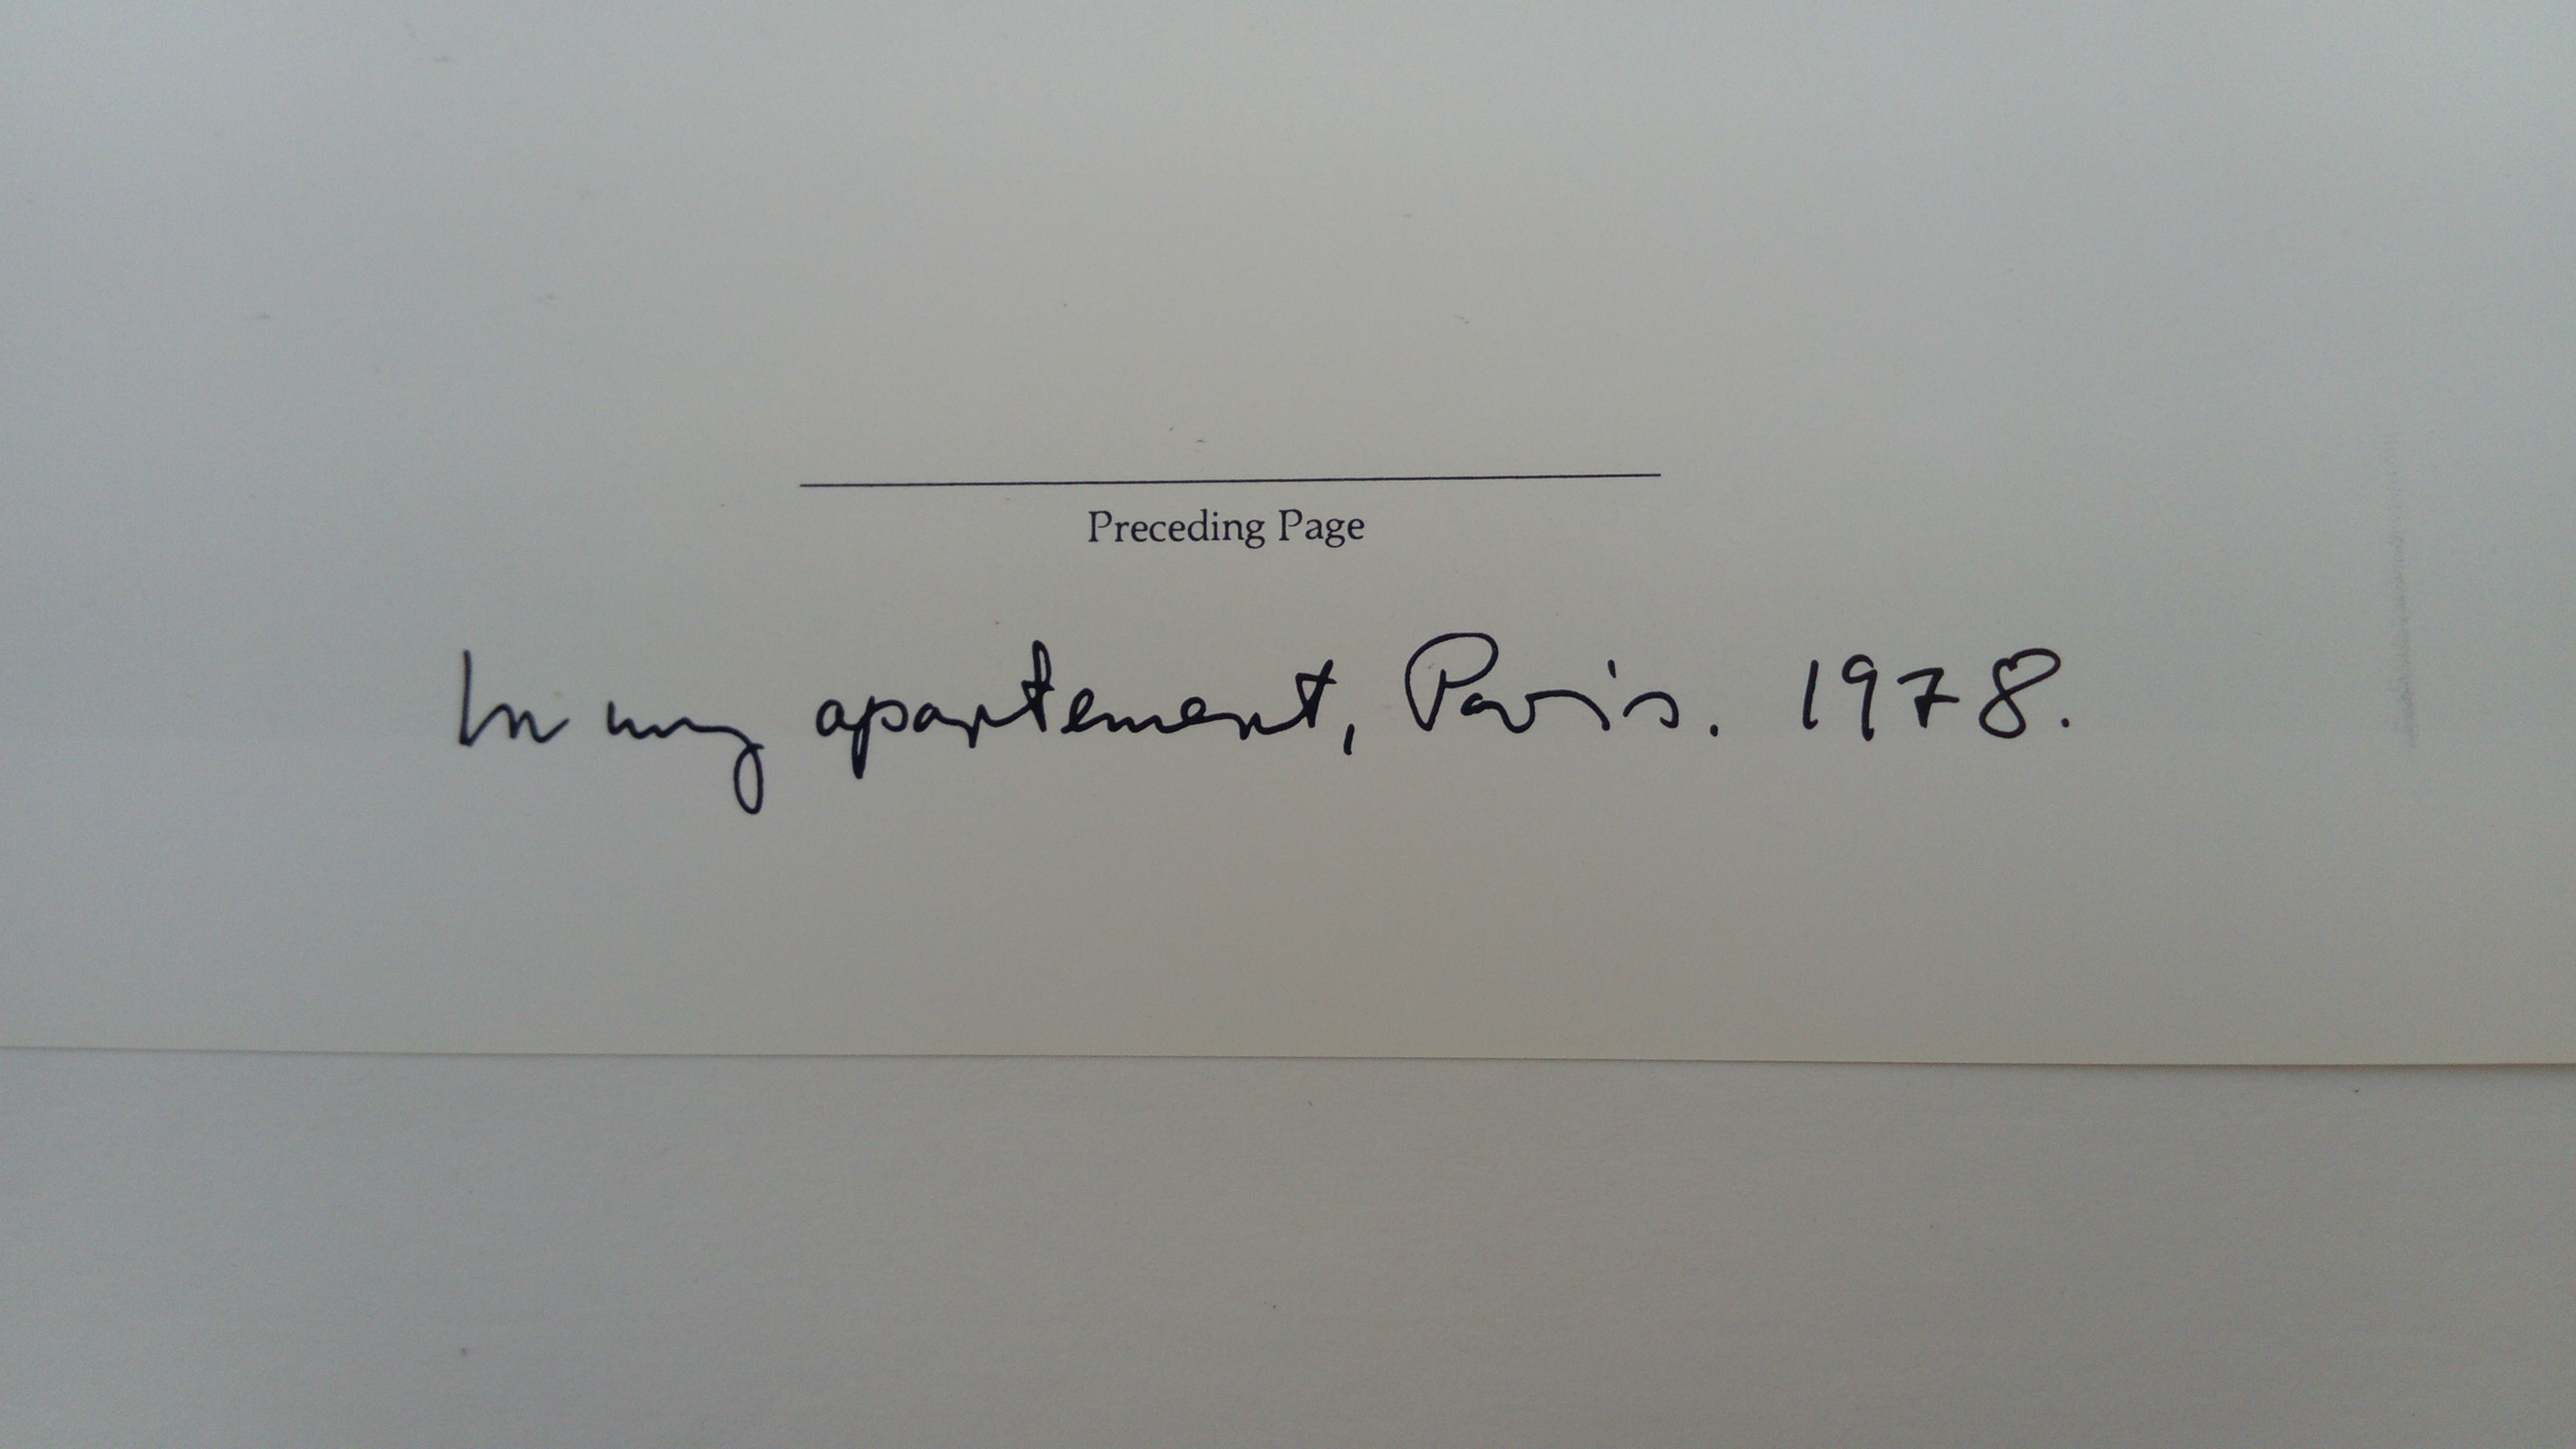 Preceding Page
In my apartement, Paris. 1978.